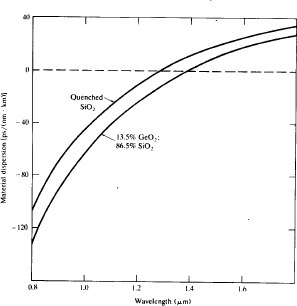 40
0
−40
−80
−120
Material dispersion [ps/(nm · km)]
Quenched
SiO₂
13.5% GeO₂:
86.5% SiO₂
0.8
1.0
1.2
1.4
1.6
Wavelength (μm)